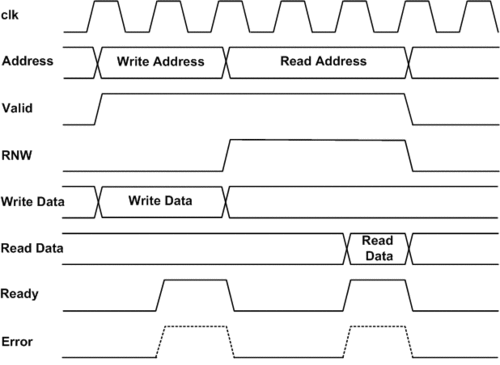 clk
Address
Write Address
Read Address
Valid
RNW
Write Data
Write Data
Read Data
Read
Data
Ready
Error